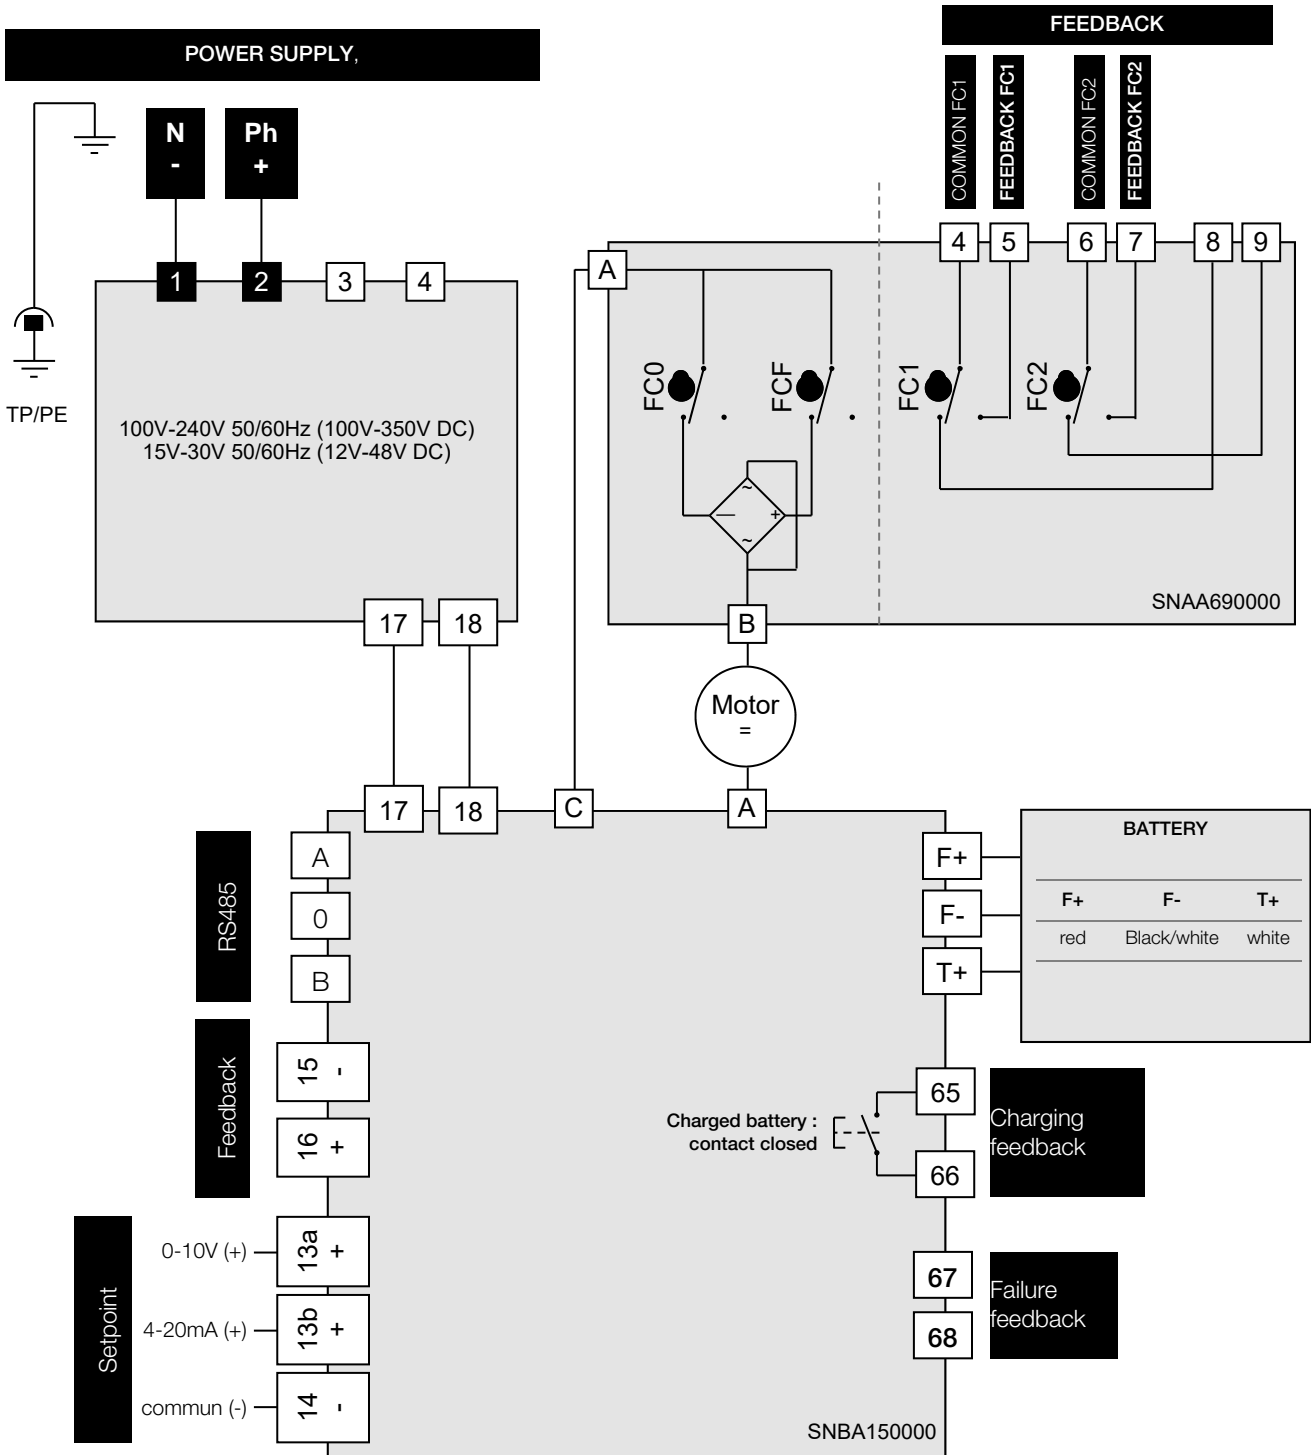 FEEDBACK
POWER SUPPLY,
COMMON FC1
FEEDBACK FC1
COMMON FC2
FEEDBACK FC2
N
-
Ph
+
4 5 6 7 8 9
A
1 2 3 4
FC0
FCF
FC1
FC2
TP/PE
100V-240V 50/60Hz (100V-350V DC)
15V-30V 50/60Hz (12V-48V DC)
~
— +
~
SNAA690000
17 18
B
Motor
=
17 18 C A
RS485
A
0
B
F+
F-
T+
BATTERY
F+ F- T+
red Black/white white
Feedback
15 -
16 +
Charged battery :
contact closed
65
66
Charging
feedback
Setpoint
0-10V (+)
13a +
4-20mA (+)
13b +
commun (-)
14 -
67
68
Failure
feedback
SNBA150000